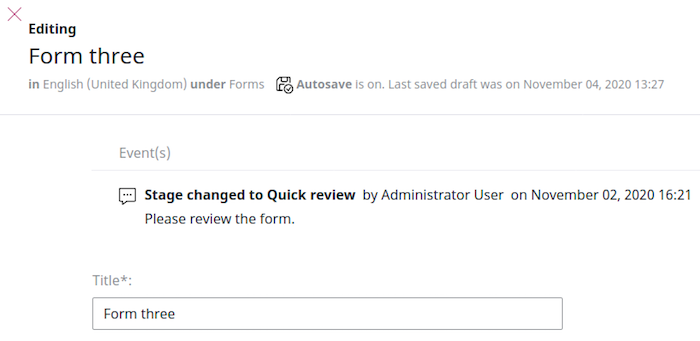 Editing
Form three
in English (United Kingdom) under Forms Autosave is on. Last saved draft was on November 04, 2020 13:27
Event(s)
Stage changed to Quick review by Administrator User on November 02, 2020 16:21
Please review the form.
Title*:
Form three